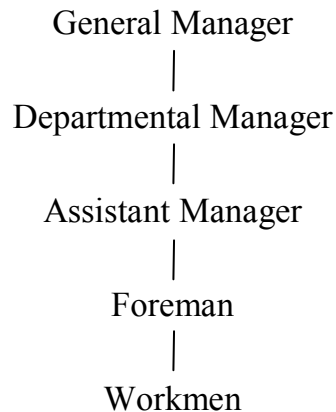 General Manager
Departmental Manager
Assistant Manager
Foreman
Workmen